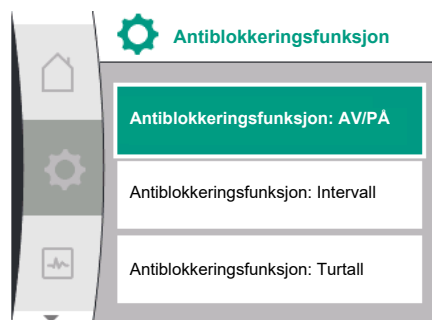 Antiblokkeringsfunksjon
Antiblokkeringsfunksjon: AV/PÅ
Antiblokkeringsfunksjon: Intervall
Antiblokkeringsfunksjon: Turtall